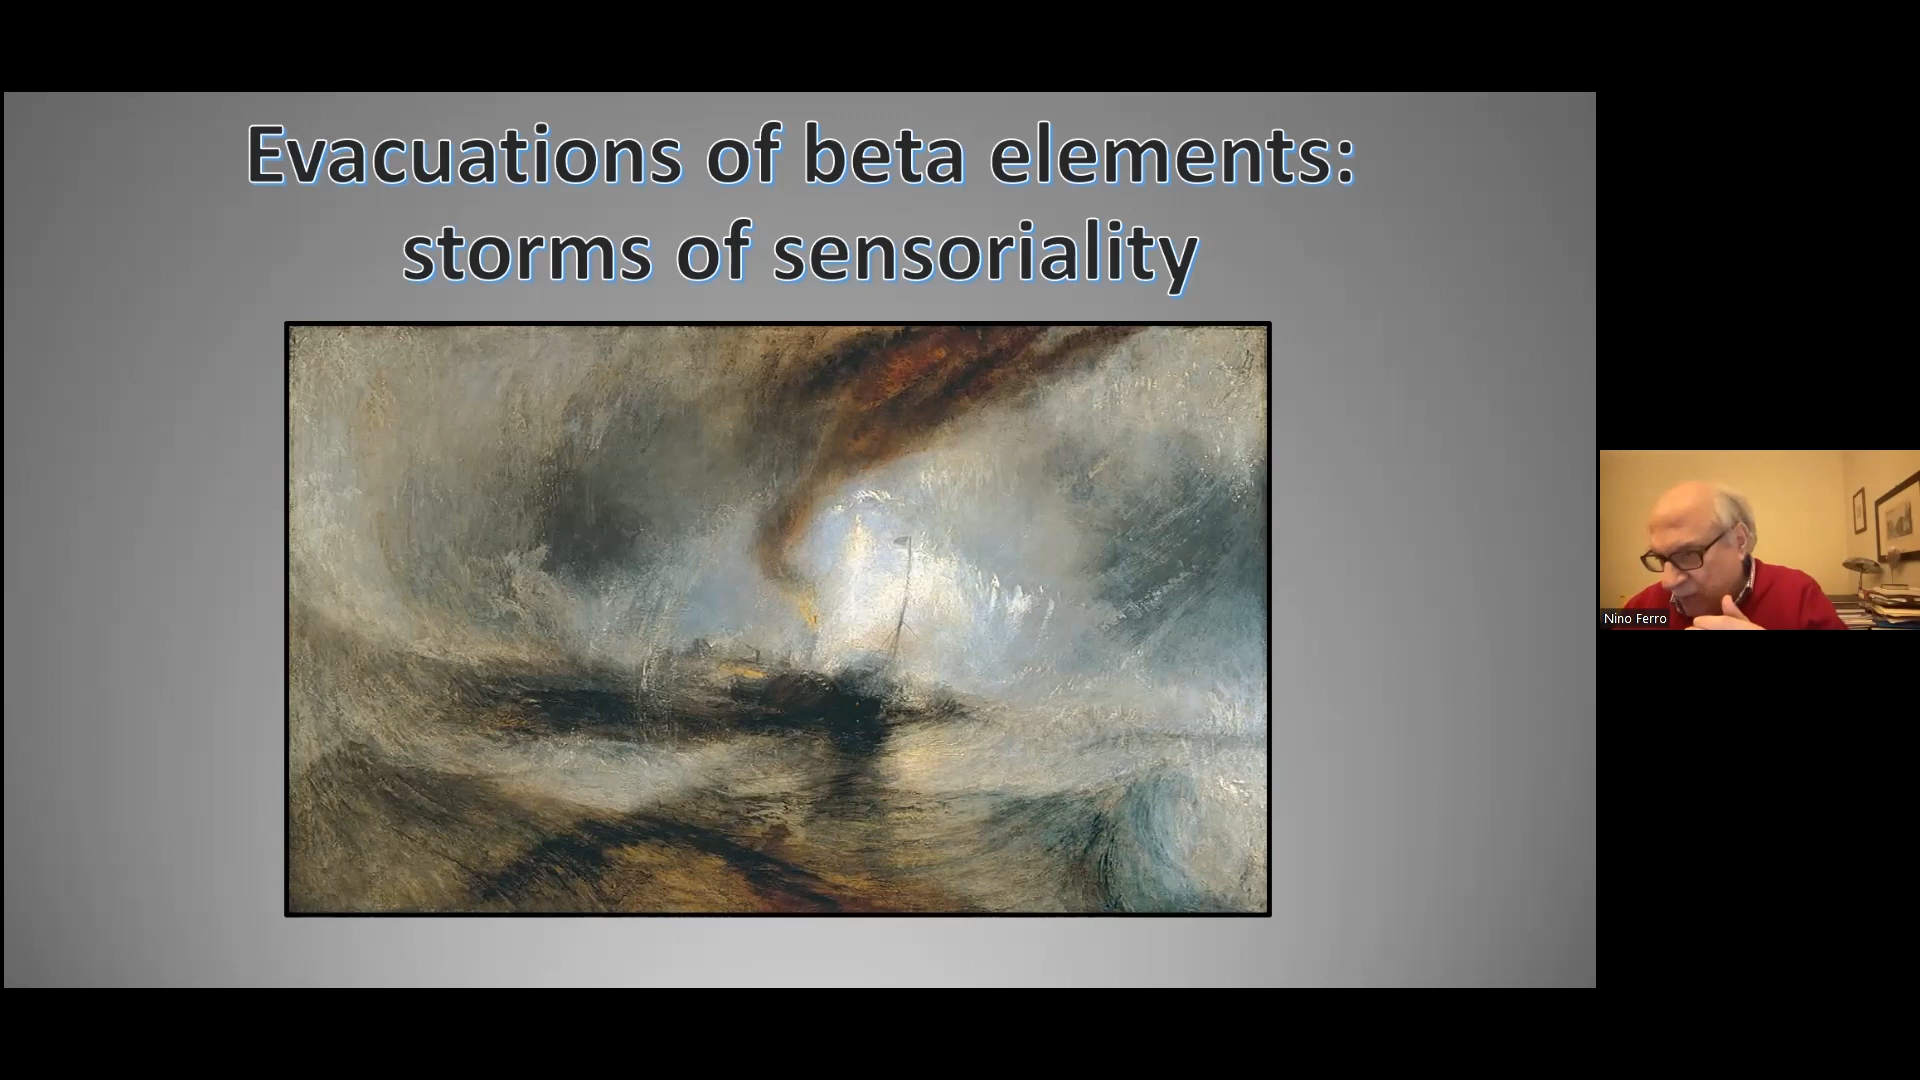 Evacuations of beta elements:
storms of sensoriality
Nino Ferro